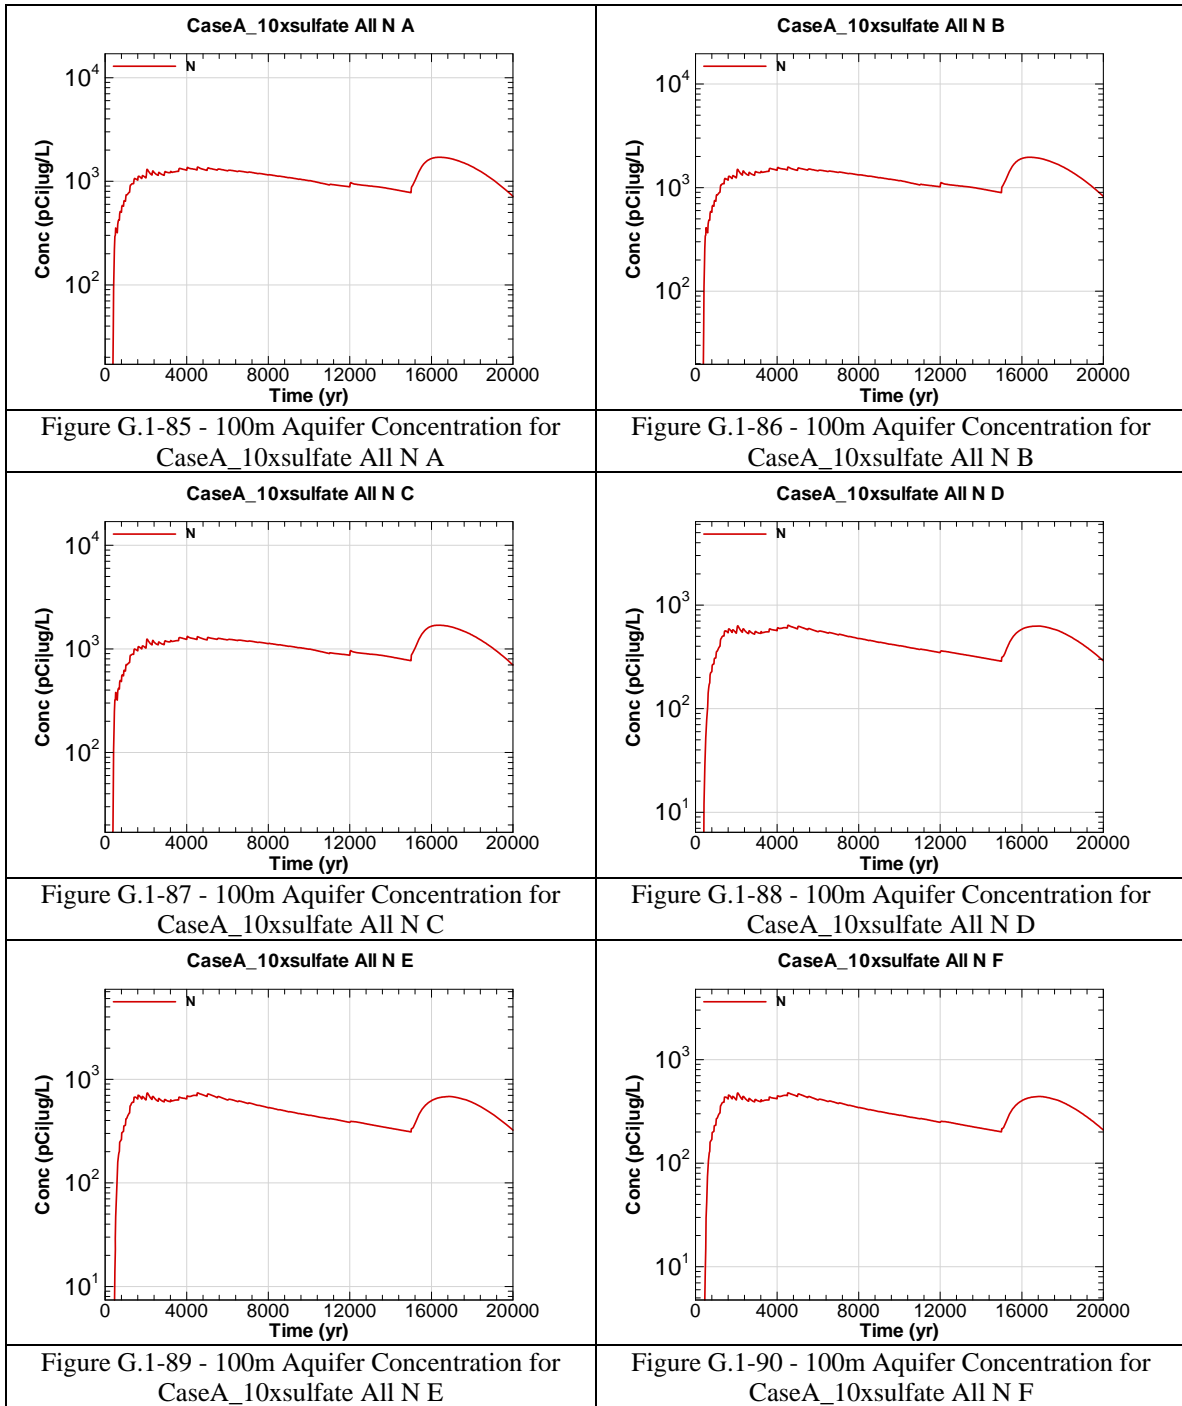 CaseA_10xsulfate All N A
N
10^4
10^3
10^2
Conc (pCi|ug/L)
0 4000 8000 12000 16000 20000
Time (yr)
Figure G.1-85 - 100m Aquifer Concentration for
CaseA_10xsulfate All N A
CaseA_10xsulfate All N B
N
10^4
10^3
10^2
Conc (pCi|ug/L)
0 4000 8000 12000 16000 20000
Time (yr)
Figure G.1-86 - 100m Aquifer Concentration for
CaseA_10xsulfate All N B
CaseA_10xsulfate All N C
N
10^4
10^3
10^2
Conc (pCi|ug/L)
0 4000 8000 12000 16000 20000
Time (yr)
Figure G.1-87 - 100m Aquifer Concentration for
CaseA_10xsulfate All N C
CaseA_10xsulfate All N D
N
10^3
10^2
10^1
Conc (pCi|ug/L)
0 4000 8000 12000 16000 20000
Time (yr)
Figure G.1-88 - 100m Aquifer Concentration for
CaseA_10xsulfate All N D
CaseA_10xsulfate All N E
N
10^3
10^2
10^1
Conc (pCi|ug/L)
0 4000 8000 12000 16000 20000
Time (yr)
Figure G.1-89 - 100m Aquifer Concentration for
CaseA_10xsulfate All N E
CaseA_10xsulfate All N F
N
10^3
10^2
10^1
Conc (pCi|ug/L)
0 4000 8000 12000 16000 20000
Time (yr)
Figure G.1-90 - 100m Aquifer Concentration for
CaseA_10xsulfate All N F